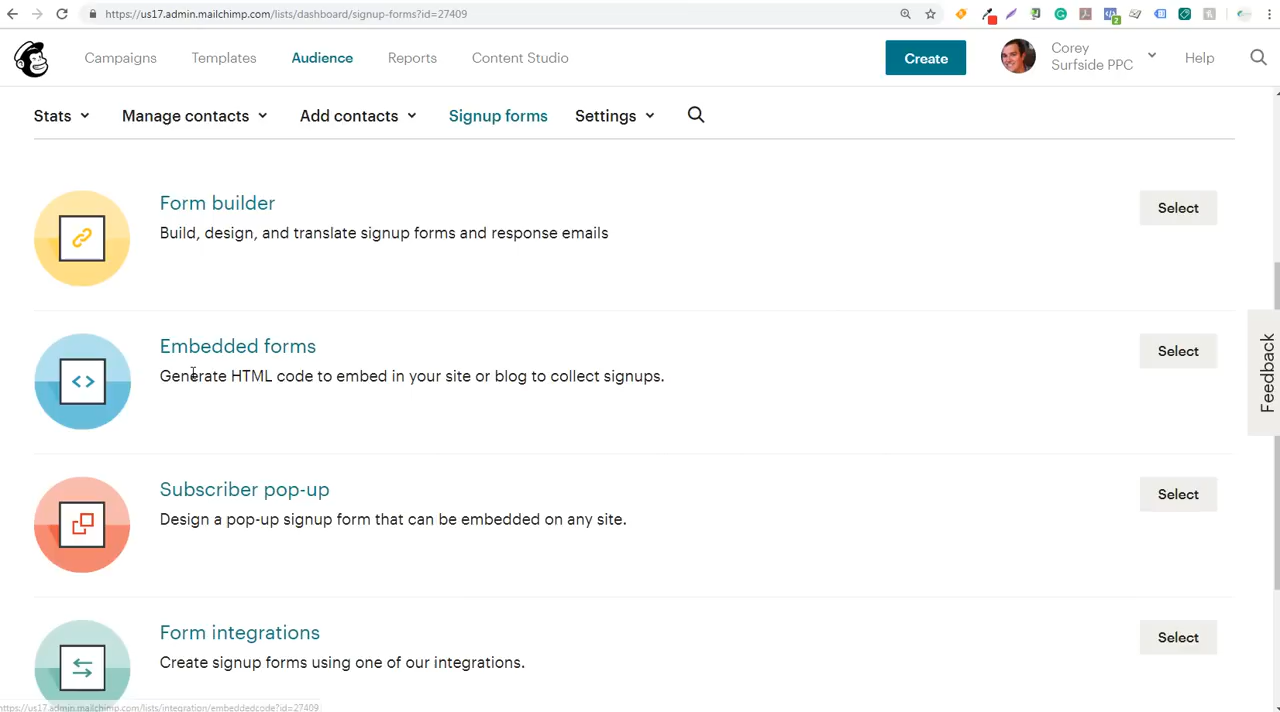 https://us17.admin.mailchimp.com/lists/dashboard/signup-forms?id=27409
2
Campaigns Templates Audience Reports Content Studio Create Corey Help
Surfside PPC
Stats Manage contacts Add contacts Signup forms Settings
Form builder
Select
Build, design, and translate signup forms and response emails
Embedded forms
Select
Generate HTML code to embed in your site or blog to collect signups.
Feedback
Subscriber pop-up
Select
Design a pop-up signup form that can be embedded on any site.
Form integrations
Select
Create signup forms using one of our integrations.
https://us17.admin.mailchimp.com/lists/integration/embeddedcode?id=27409